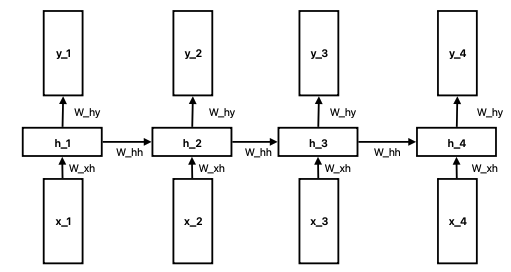 y_1 y_2 y_3 y_4
W_hy W_hy W_hy W_hy
h_1 h_2 h_3 h_4
W_hh W_hh W_hh
W_xh W_xh W_xh W_xh
x_1 x_2 x_3 x_4